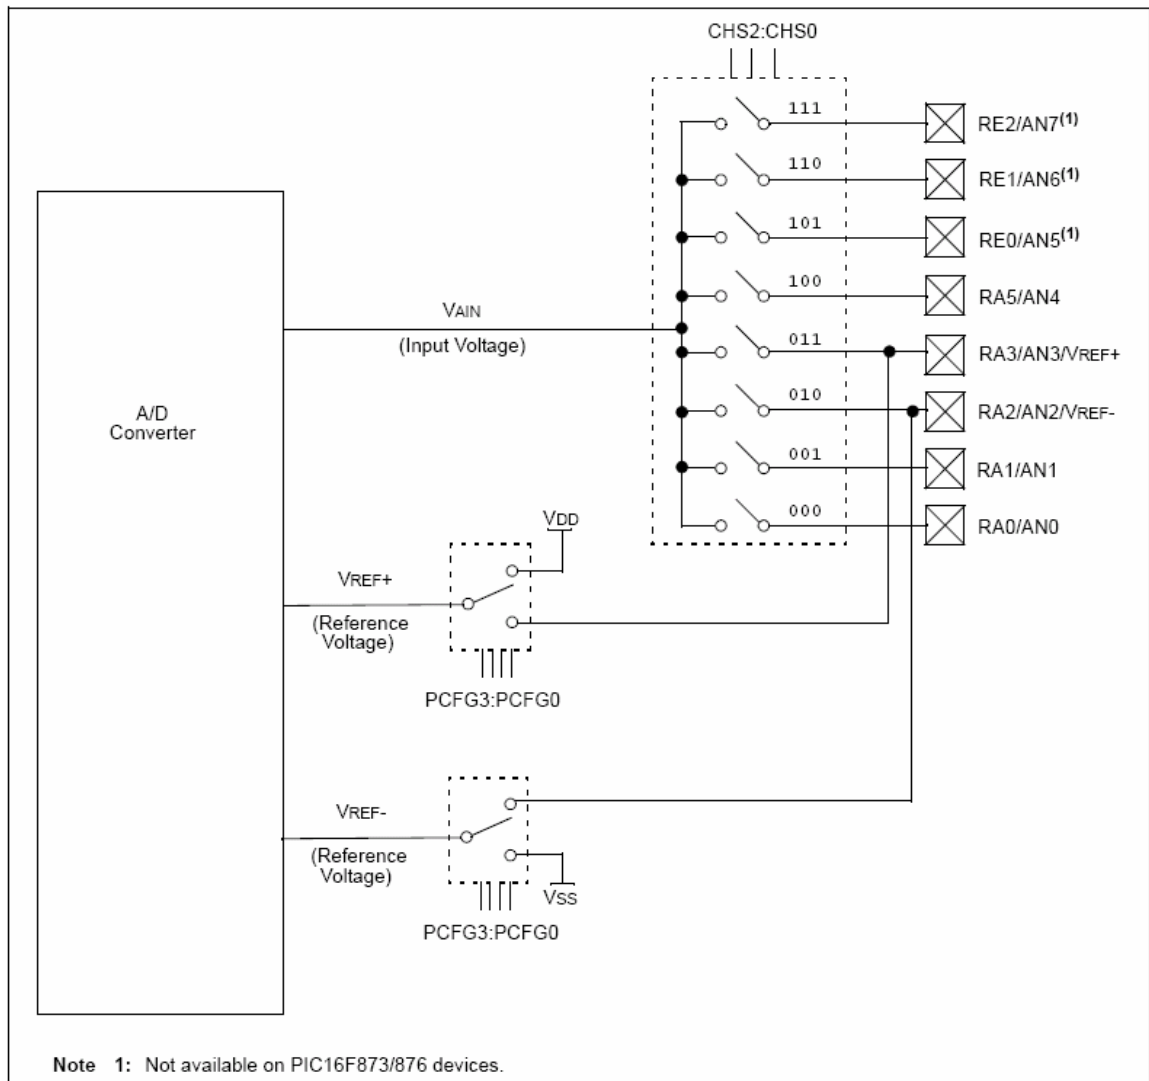 CHS2:CHS0
111
RE2/AN7(1)
110
RE1/AN6(1)
101
RE0/AN5(1)
100
RA5/AN4
VAIN
(Input Voltage)
011
RA3/AN3/VREF+
010
RA2/AN2/VREF-
A/D
Converter
001
RA1/AN1
000
RA0/AN0
VDD
VREF+
(Reference
Voltage)
PCFG3:PCFG0
VREF-
(Reference
Voltage)
VSS
PCFG3:PCFG0
Note 1: Not available on PIC16F873/876 devices.